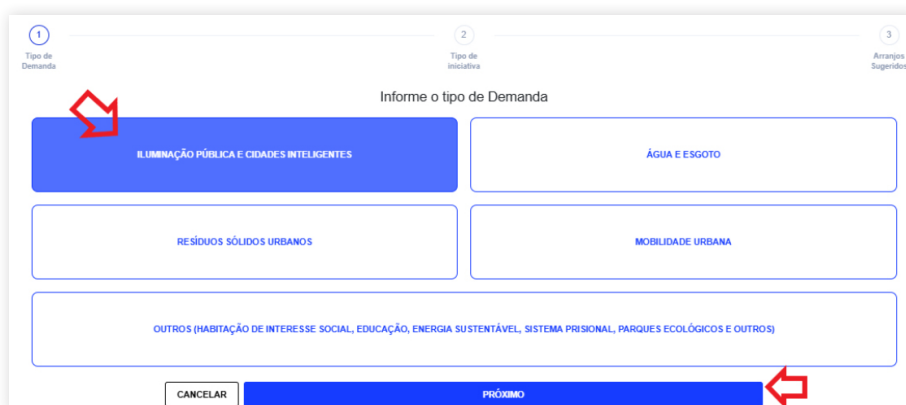 1
2
3
Tipo de
Demanda
Tipo de
iniciativa
Arranjos
Sugeridos
Informe o tipo de Demanda
ILUMINAÇÃO PÚBLICA E CIDADES INTELIGENTES
ÁGUA E ESGOTO
RESÍDUOS SÓLIDOS URBANOS
MOBILIDADE URBANA
OUTROS (HABITAÇÃO DE INTERESSE SOCIAL, EDUCAÇÃO, ENERGIA SUSTENTÁVEL, SISTEMA PRISIONAL, PARQUES ECOLÓGICOS E OUTROS)
CANCELAR
PRÓXIMO